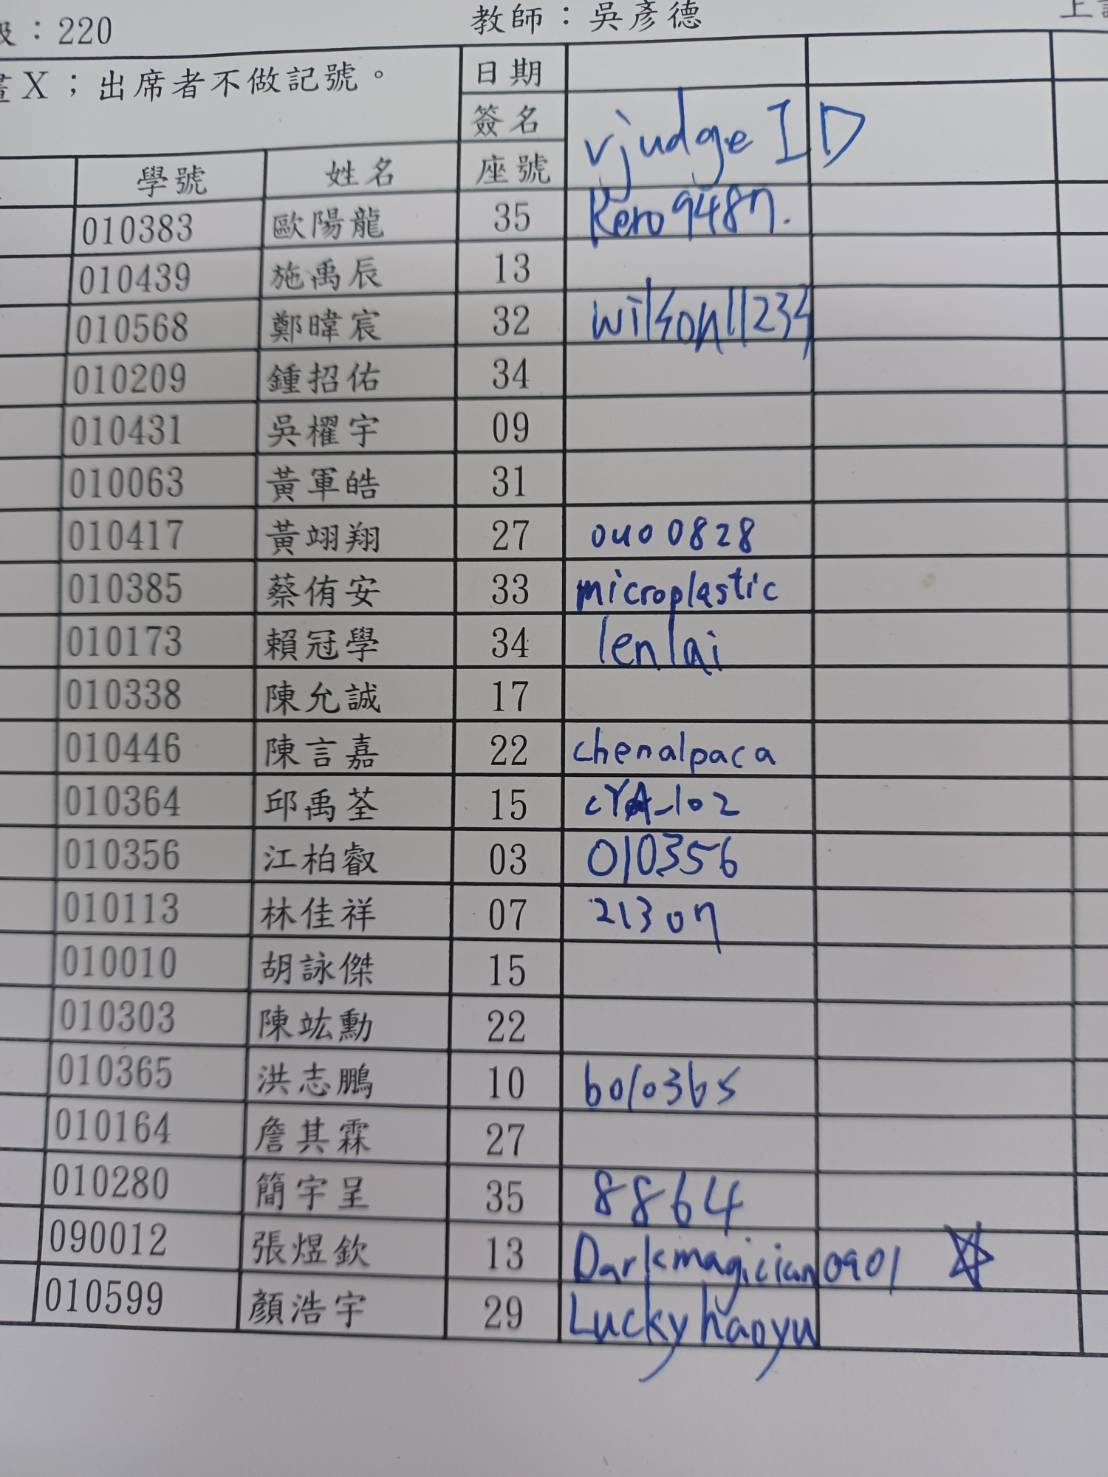 ：220 教師：吳彥德 上
X；出席者不做記號。 日期
簽名 vjudge ID
學號 姓名 座號
010383 歐陽龍 35 Kero9487.
010439 施禹辰 13
010568 鄭暐宸 32 wilson11234
010209 鍾招佑 34
010431 吳櫂宇 09
010063 黃軍皓 31
010417 黃翊翔 27 ouo0828
010385 蔡侑安 33 microplastic
010173 賴冠學 34 lenlai
010338 陳允誠 17
010446 陳言嘉 22 chenalpaca
010364 邱禹荃 15 cYA_102
010356 江柏叡 03 010356
010113 林佳祥 07 213on
010010 胡詠傑 15
010303 陳竑勳 22
010365 洪志鵬 10 b010365
010164 詹其霖 27
010280 簡宇呈 35 8864
090012 張煜欽 13 Darkmagician0901
010599 顏浩宇 29 Luckyhaoyu